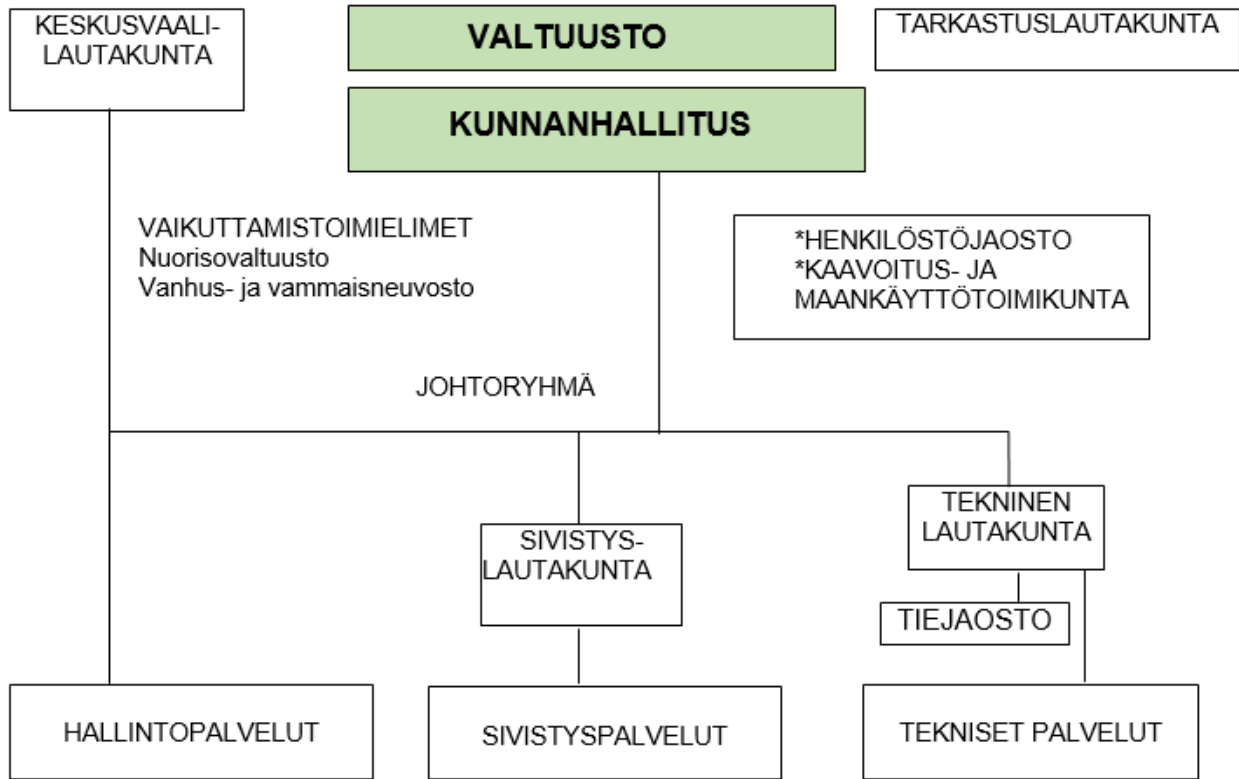 KESKUSVAALI-
LAUTAKUNTA
VALTUUSTO
TARKASTUSLAUTAKUNTA
KUNNANHALLITUS
VAIKUTTAMISTOIMIELIMET
Nuorisovaltuusto
Vanhus- ja vammaisneuvosto
*HENKILÖSTÖJAOSTO
*KAAVOITUS- JA
MAANKÄYTTÖTOIMIKUNTA
JOHTORYHMÄ
SIVISTYS-
LAUTAKUNTA
TEKNINEN
LAUTAKUNTA
TIEJAOSTO
HALLINTOPALVELUT
SIVISTYSPALVELUT
TEKNISET PALVELUT